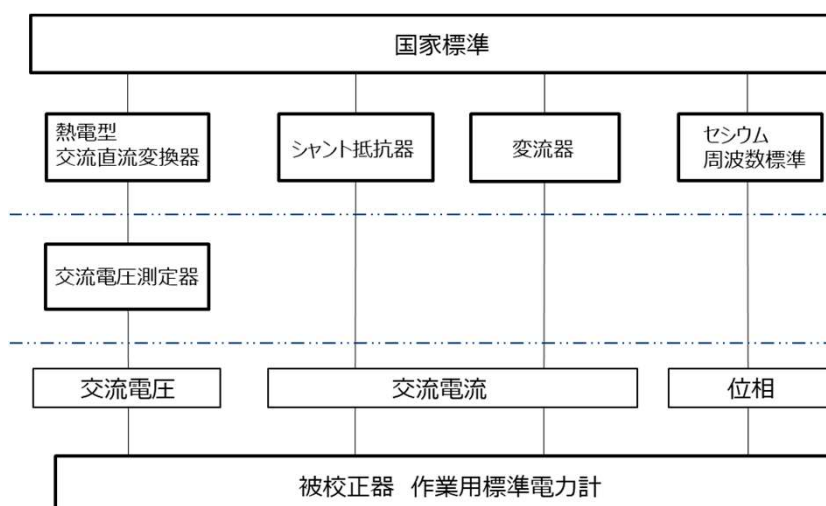 国家標準
熱電型
交流直流変換器
シャント抵抗器
変流器
セシウム
周波数標準
交流電圧測定器
交流電圧
交流電流
位相
被校正器 作業用標準電力計